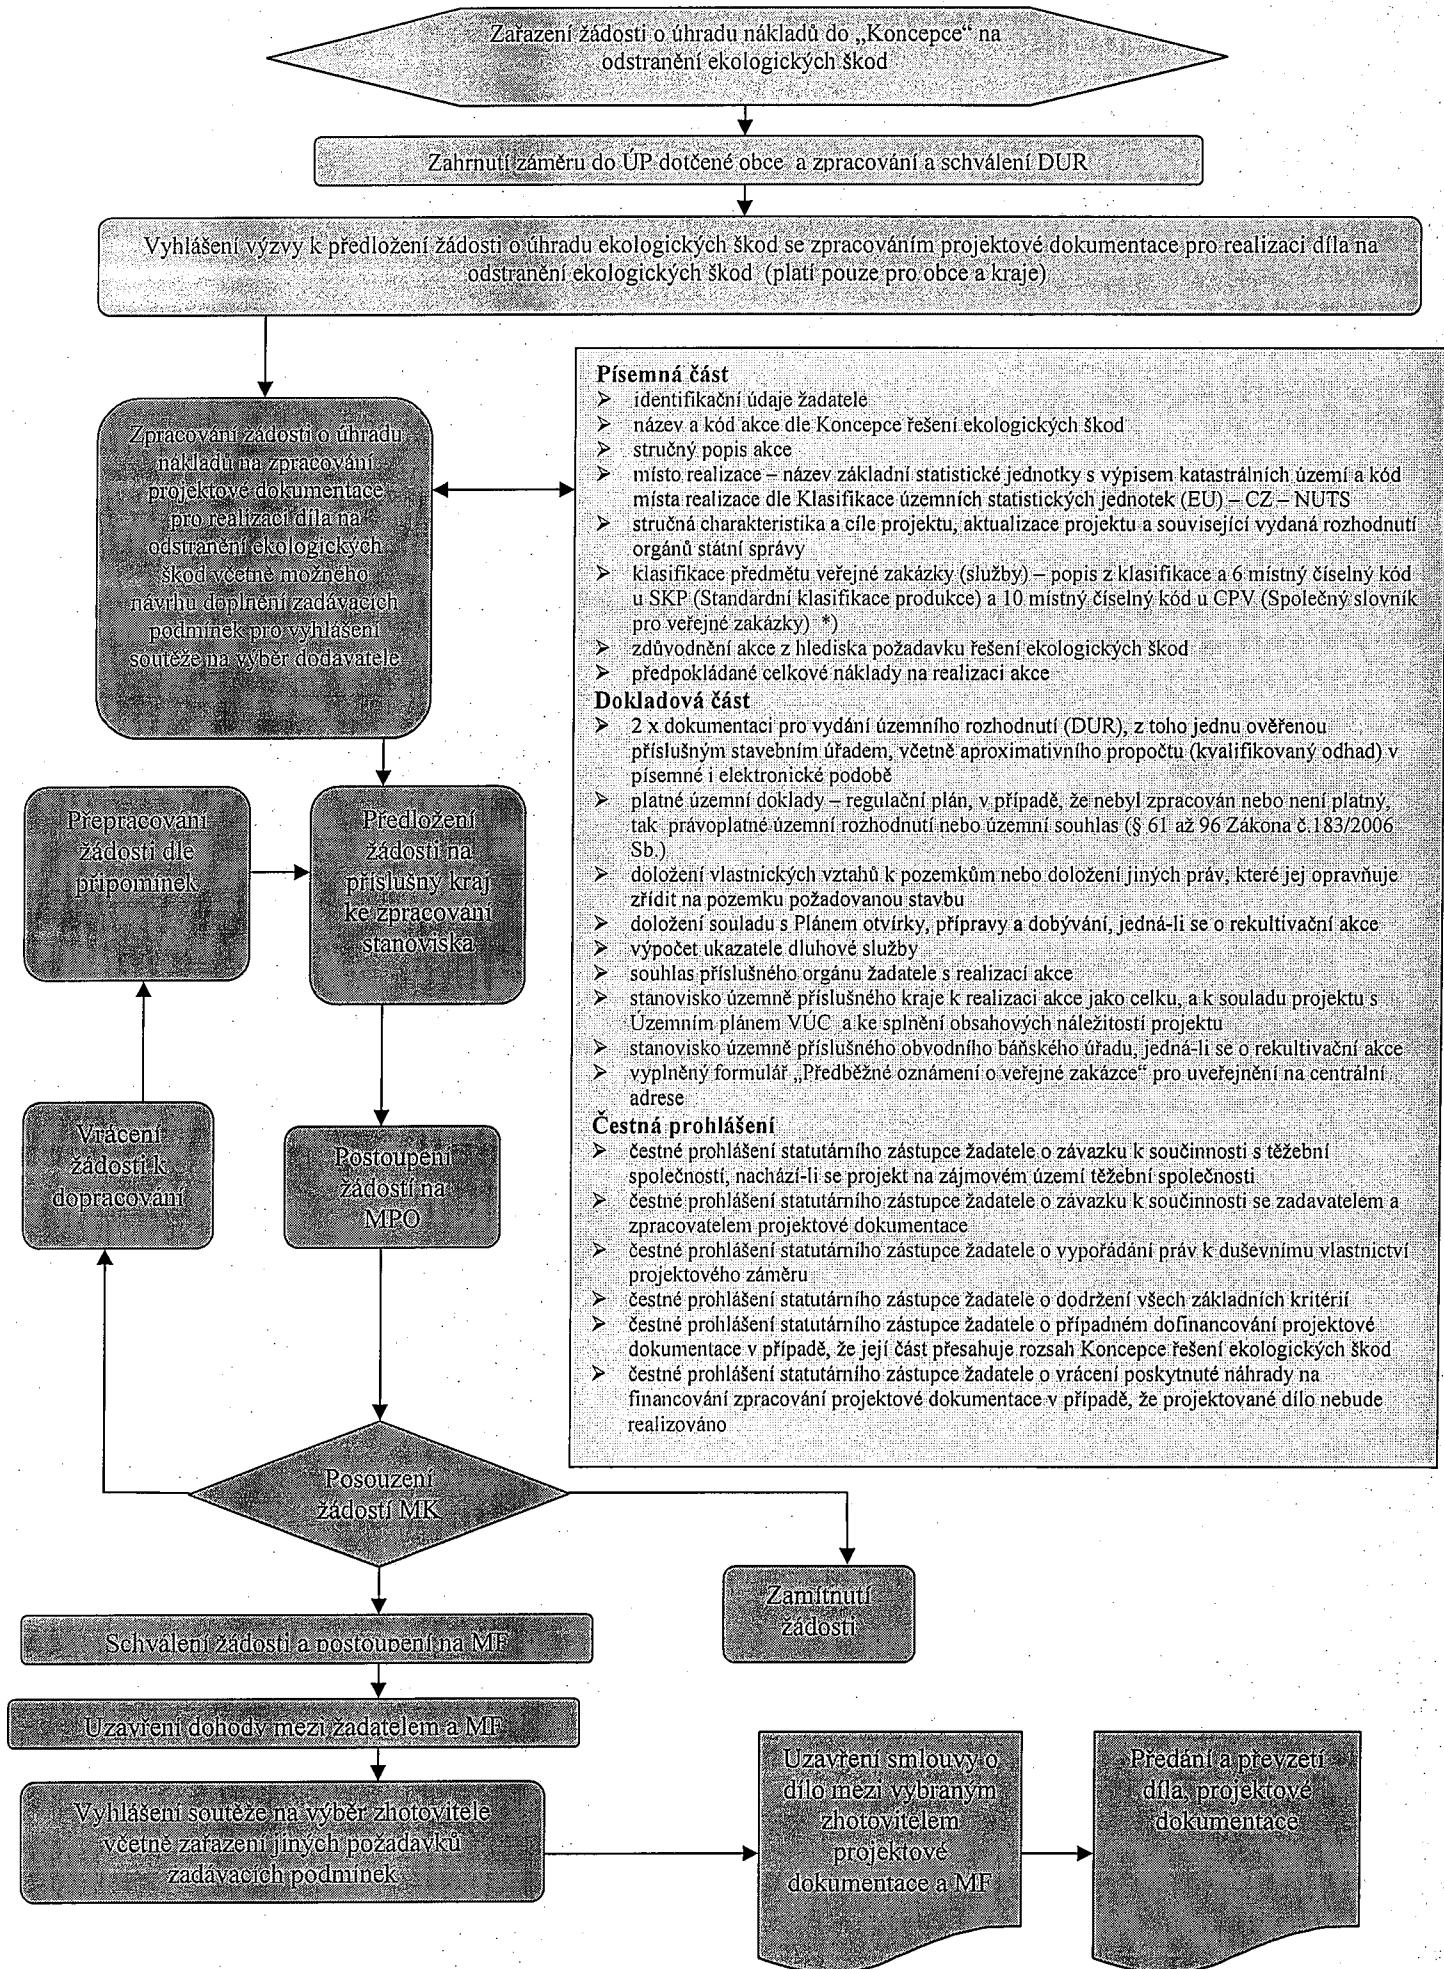 Zařazení žádosti o úhradu nákladů do „Koncepce“ na
odstranění ekologických škod
Zahrnutí záměru do ÚP dotčené obce a zpracování a schválení DUR
Vyhlášení výzvy k předložení žádosti o úhradu ekologických škod se zpracováním projektové dokumentace pro realizaci díla na
odstranění ekologických škod (platí pouze pro obce a kraje)
Zpracování žádosti o úhradu
nákladů na zpracování
projektové dokumentace
pro realizaci díla na
odstranění ekologických
škod včetně možného
návrhu doplnění zadávacích
podmínek pro vyhlášení
soutěže na výběr dodavatele
Písemná část
➢ identifikační údaje žadatele
➢ název a kód akce dle Koncepce řešení ekologických škod
➢ stručný popis akce
➢ místo realizace – název základní statistické jednotky s výpisem katastrálních území a kód
místa realizace dle Klasifikace územních statistických jednotek (EU) – CZ – NUTS
➢ stručná charakteristika a cíle projektu, aktualizace projektu a související vydaná rozhodnutí
orgánů státní správy
➢ klasifikace předmětu veřejné zakázky (služby) – popis z klasifikace a 6 místný číselný kód
u SKP (Standardní klasifikace produkce) a 10 místný číselný kód u CPV (Společný slovník
pro veřejné zakázky) *)
➢ zdůvodnění akce z hlediska požadavku řešení ekologických škod
➢ předpokládané celkové náklady na realizaci akce
Dokladová část
➢ 2 x dokumentaci pro vydání územního rozhodnutí (DUR), z toho jednu ověřenou
příslušným stavebním úřadem, včetně aproximativního propočtu (kvalifikovaný odhad) v
písemné i elektronické podobě
➢ platné územní doklady – regulační plán, v případě, že nebyl zpracován nebo není platný,
tak právoplatné územní rozhodnutí nebo územní souhlas (§ 61 až 96 Zákona č.183/2006
Sb.)
➢ doložení vlastnických vztahů k pozemkům nebo doložení jiných práv, které jej opravňuje
zřídit na pozemku požadovanou stavbu
➢ doložení souladu s Plánem otvírky, přípravy a dobývání, jedná-li se o rekultivační akce
➢ výpočet ukazatele dluhové služby
➢ souhlas příslušného orgánu žadatele s realizací akce
➢ stanovisko územně příslušného kraje k realizaci akce jako celku, a k souladu projektu s
Územním plánem VÚC a ke splnění obsahových náležitostí projektu
➢ stanovisko územně příslušného obvodního báňského úřadu, jedná-li se o rekultivační akce
➢ vyplněný formulář „Předběžné oznámení o veřejné zakázce“ pro uveřejnění na centrální
adrese
Čestná prohlášení
➢ čestné prohlášení statutárního zástupce žadatele o závazku k součinnosti s těžební
společností, nachází-li se projekt na zájmovém území těžební společnosti
➢ čestné prohlášení statutárního zástupce žadatele o závazku k součinnosti se zadavatelem a
zpracovatelem projektové dokumentace
➢ čestné prohlášení statutárního zástupce žadatele o vypořádání práv k duševnímu vlastnictví
projektového záměru
➢ čestné prohlášení statutárního zástupce žadatele o dodržení všech základních kritérií
➢ čestné prohlášení statutárního zástupce žadatele o případném dofinancování projektové
dokumentace v případě, že její část přesahuje rozsah Koncepce řešení ekologických škod
➢ čestné prohlášení statutárního zástupce žadatele o vrácení poskytnuté náhrady na
financování zpracování projektové dokumentace v případě, že projektované dílo nebude
realizováno
Přepracování
žádosti dle
připomínek
Předložení
žádosti na
příslušný kraj
ke zpracování
stanoviska
Vrácení
žádosti k
dopracování
Postoupení
žádostí na
MPO
Posouzení
žádostí MK
Zamítnutí
žádosti
Schválení žádosti a postoupení na MF
Uzavření dohody mezi žadatelem a MF
Vyhlášení soutěže na výběr zhotovitele
včetně zařazení jiných požadavků
zadávacích podmínek
Uzavření smlouvy o
dílo mezi vybraným
zhotovitelem
projektové
dokumentace a MF
Předání a převzetí
díla, projektové
dokumentace